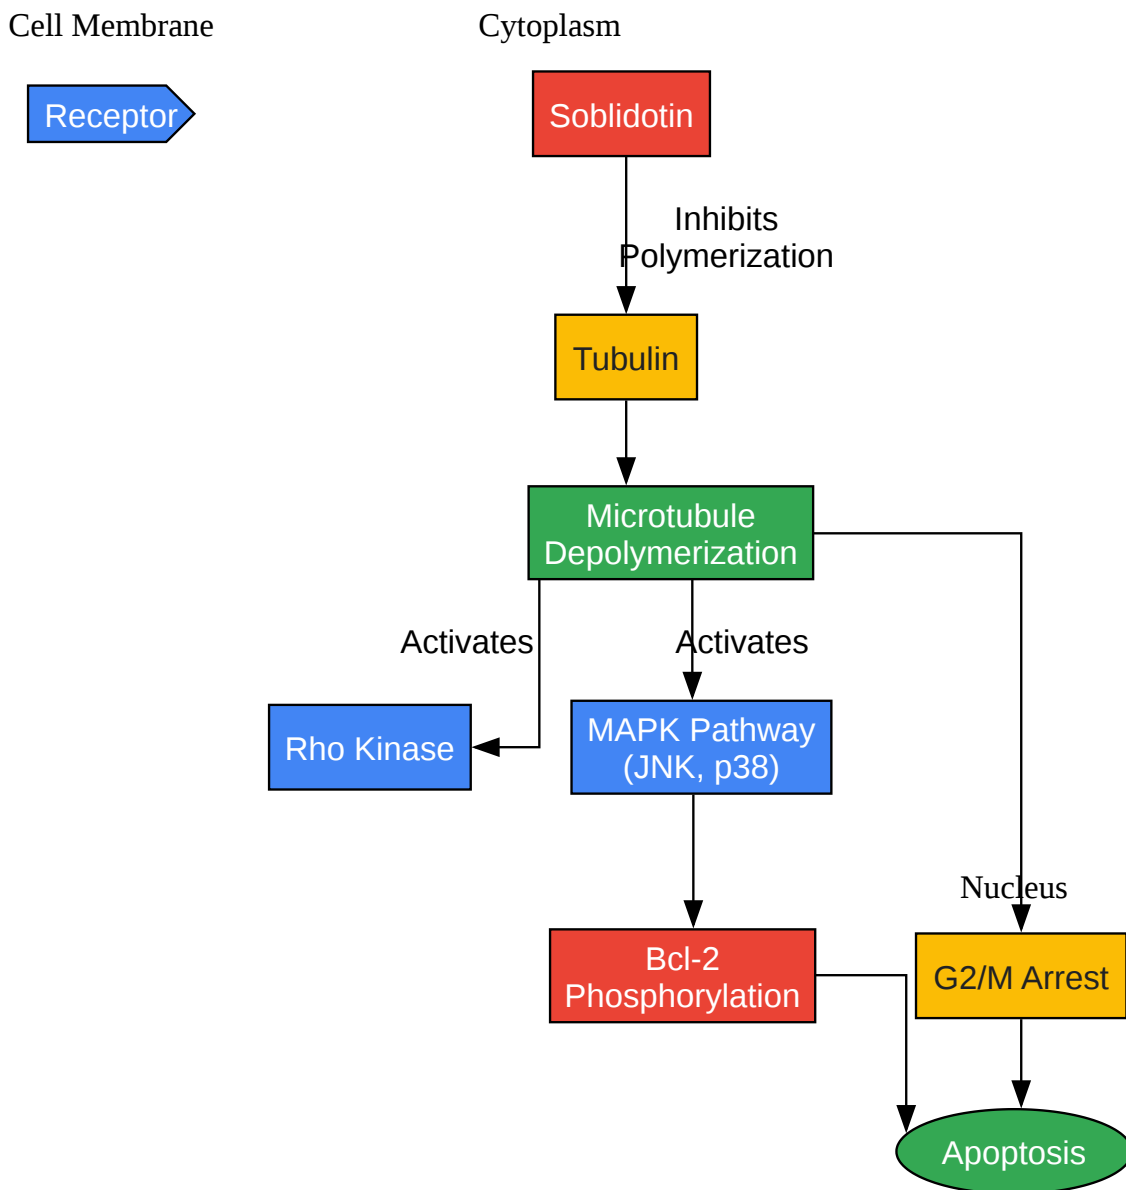 Cell Membrane
Cytoplasm
Receptor
Soblidotin
Inhibits
Polymerization
Tubulin
Microtubule
Depolymerization
Activates
Activates
Rho Kinase
MAPK Pathway
(JNK, p38)
Nucleus
Bcl-2
Phosphorylation
G2/M Arrest
Apoptosis